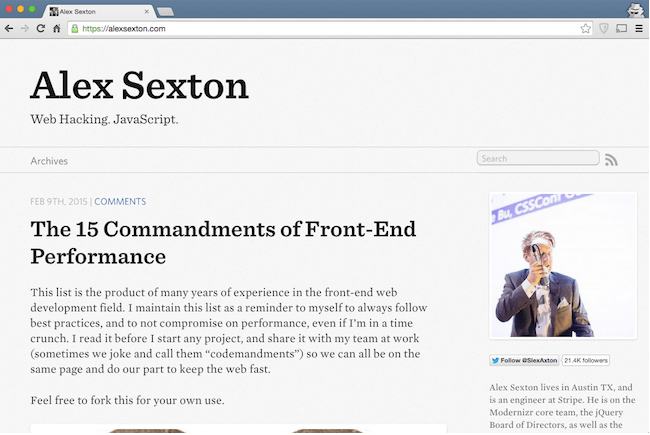 Alex Sexton
https://alexsexton.com
Alex Sexton
Web Hacking. JavaScript.
Archives
Search
FEB 9TH, 2015 | COMMENTS
The 15 Commandments of Front-End
Performance
This list is the product of many years of experience in the front-end web
development field. I maintain this list as a reminder to myself to always follow
best practices, and to not compromise on performance, even if I'm in a time
crunch. I read it before I start any project, and share it with my team at work
(sometimes we joke and call them “codemandments”) so we can all be on the
same page and do our part to keep the web fast.
Feel free to fork this for your own use.
Bu, CSSConf
Follow @SlexAxton
21.4K followers
Alex Sexton lives in Austin TX, and
is an engineer at Stripe. He is on the
Modernizr core team, the jQuery
Board of Directors, as well as the